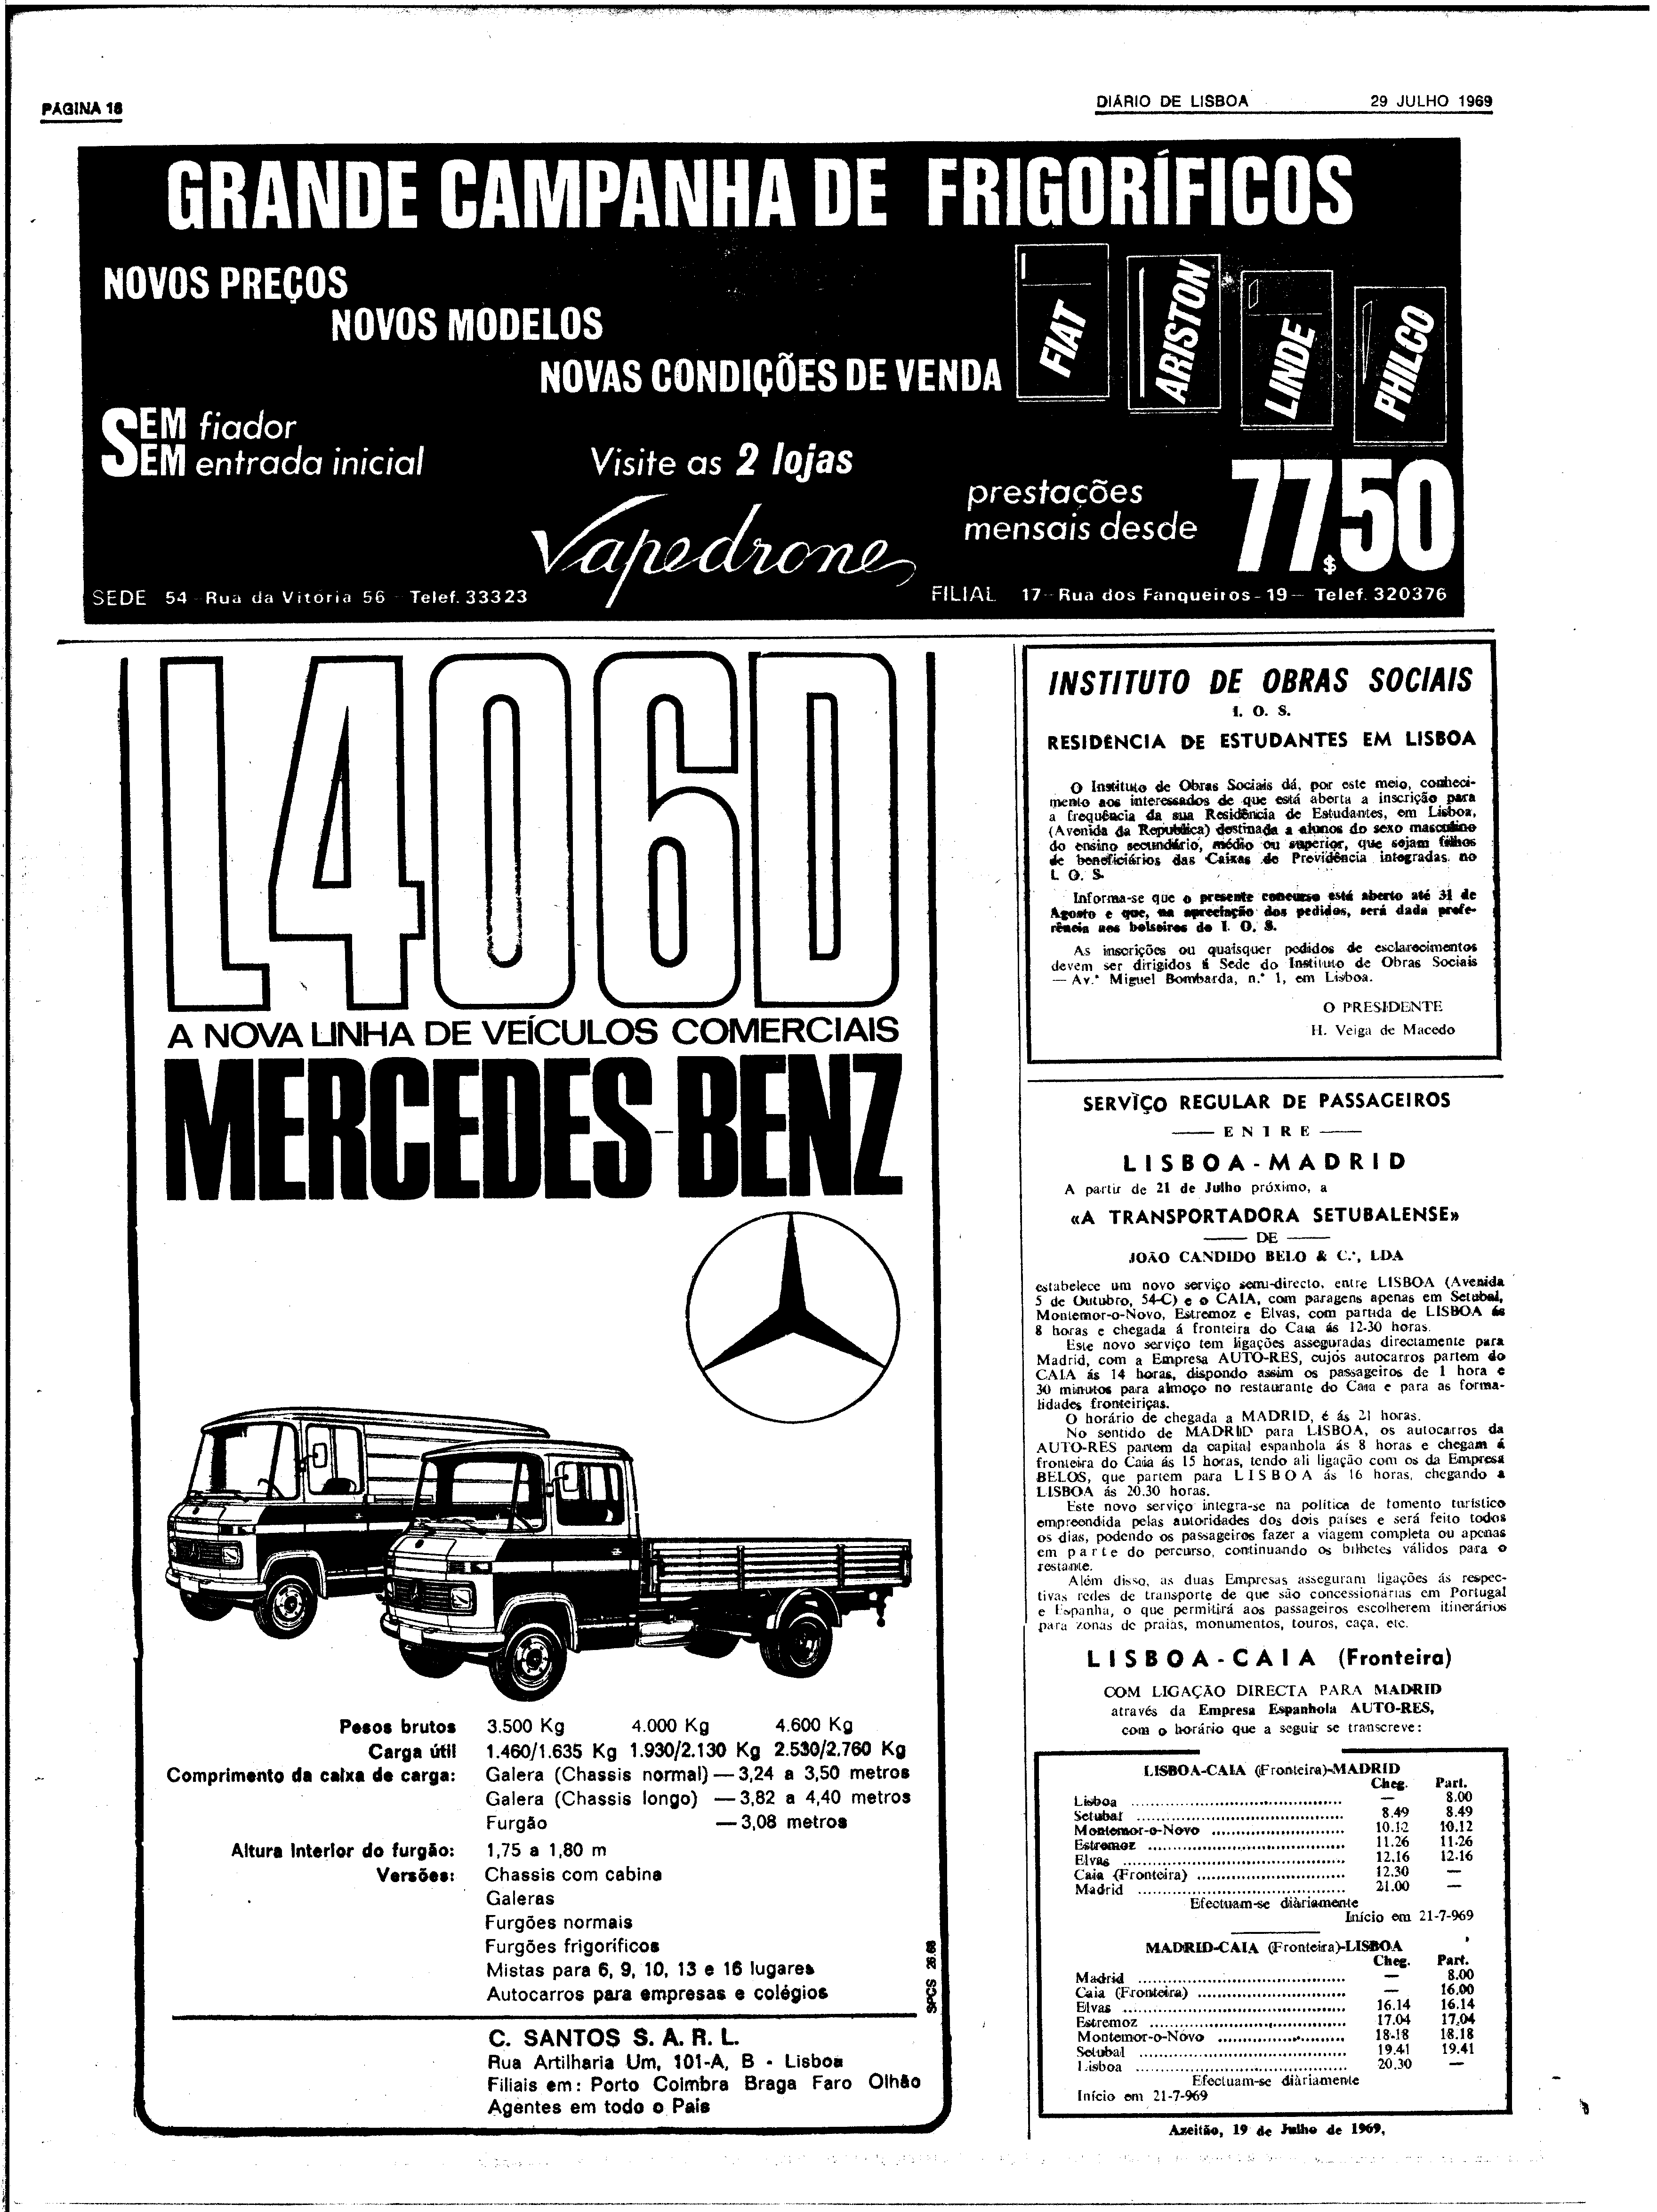 PÁGINA 18
DIÁRIO DE LISBOA 29 JULHO 1969
GRANDE CAMPANHA DE FRIGORÍFICOS
NOVOS PREÇOS
NOVOS MODELOS
NOVAS CONDIÇÕES DE VENDA
FIAT
ARISTON
LINDE
PHILCO
SEM fiador
SEM entrada inicial
Visite as 2 lojas
Vapedrone
prestações
mensais desde
77$50
SEDE 54 - Rua da Vitória 56 - Telef. 33323
FILIAL 17 - Rua dos Fanqueiros - 19 — Telef. 320376
L406D
A NOVA LINHA DE VEÍCULOS COMERCIAIS
MERCEDES-BENZ
Pesos brutos 3.500 Kg 4.000 Kg 4.600 Kg
Carga útil 1.460/1.635 Kg 1.930/2.130 Kg 2.530/2.760 Kg
Comprimento da caixa de carga: Galera (Chassis normal) — 3,24 a 3,50 metros
Galera (Chassis longo) — 3,82 a 4,40 metros
Furgão — 3,08 metros
Altura Interior do furgão: 1,75 a 1,80 m
Versões: Chassis com cabina
Galeras
Furgões normais
Furgões frigoríficos
Mistas para 6, 9, 10, 13 e 16 lugares
Autocarros para empresas e colégios
SPCS 26.68
C. SANTOS S. A. R. L.
Rua Artilharia Um, 101-A, B - Lisboa
Filiais em: Porto Coimbra Braga Faro Olhão
Agentes em todo o País
INSTITUTO DE OBRAS SOCIAIS
I. O. S.
RESIDÊNCIA DE ESTUDANTES EM LISBOA
O Instituto de Obras Sociais dá, por este meio, conheci-
mento aos interessados de que está aberta a inscrição para
a frequência da sua Residência de Estudantes, em Lisboa,
(Avenida da Republica) destinada a alunos do sexo masculino
do ensino secundário, médio ou superior, que sejam filhos
de beneficiários das Caixas de Previdência integradas no
I. O. S.
Informa-se que o presente concurso está aberto até 31 de
Agosto e que, na apreciação dos pedidos, será dada prefe-
rência aos bolseiros do I. O. S.
As inscrições ou quaisquer pedidos de esclarecimentos
devem ser dirigidos á Sede do Instituto de Obras Sociais
— Av.ª Miguel Bombarda, n.º 1, em Lisboa.
O PRESIDENTE
H. Veiga de Macedo
SERVIÇO REGULAR DE PASSAGEIROS
— ENTRE —
LISBOA-MADRID
A partir de 21 de Julho próximo, a
«A TRANSPORTADORA SETUBALENSE»
— DE —
JOÃO CANDIDO BELO & C.ª, LDA
estabelece um novo serviço semi-directo, entre LISBOA (Avenida
5 de Outubro, 54-C) e o CAIA, com paragens apenas em Setubal,
Montemor-o-Novo, Estremoz e Elvas, com partida de LISBOA ás
8 horas e chegada á fronteira do Caia ás 12-30 horas.
Este novo serviço tem ligações asseguradas directamente para
Madrid, com a Empresa AUTO-RES, cujos autocarros partem do
CAIA ás 14 horas, dispondo assim os passageiros de 1 hora e
30 minutos para almoço no restaurante do Caia e para as forma-
lidades fronteiriças.
O horário de chegada a MADRID, é ás 21 horas.
No sentido de MADRID para LISBOA, os autocarros da
AUTO-RES partem da capital espanhola ás 8 horas e chegam á
fronteira do Caia ás 15 horas, tendo ali ligação com os da Empresa
BELOS, que partem para LISBOA ás 16 horas, chegando a
LISBOA ás 20.30 horas.
Este novo serviço integra-se na política de fomento turístico
empreendida pelas autoridades dos dois países e será feito todos
os dias, podendo os passageiros fazer a viagem completa ou apenas
em parte do percurso, continuando os bilhetes válidos para o
restante.
Além disso, as duas Empresas asseguram ligações ás respec-
tivas redes de transporte de que são concessionárias em Portugal
e Espanha, o que permitirá aos passageiros escolherem itinerários
para zonas de praias, monumentos, touros, caça, etc.
LISBOA-CAIA (Fronteira)
COM LIGAÇÃO DIRECTA PARA MADRID
através da Empresa Espanhola AUTO-RES,
com o horário que a seguir se transcreve:
LISBOA-CAIA (Fronteira)-MADRID
Cheg. Part.
Lisboa — 8.00
Setubal 8.49 8.49
Montemor-o-Novo 10.12 10.12
Estremoz 11.26 11-26
Elvas 12.16 12-16
Caia (Fronteira) 12.30 —
Madrid 21.00 —
Efectuam-se diàriamente
Início em 21-7-969
MADRID-CAIA (Fronteira)-LISBOA
Cheg. Part.
Madrid — 8.00
Caia (Fronteira) — 16.00
Elvas 16.14 16.14
Estremoz 17.04 17,04
Montemor-o-Novo 18-18 18.18
Setubal 19.41 19.41
Lisboa 20.30 —
Efectuam-se diàriamente
Início em 21-7-969
Azeitão, 19 de Julho de 1969,